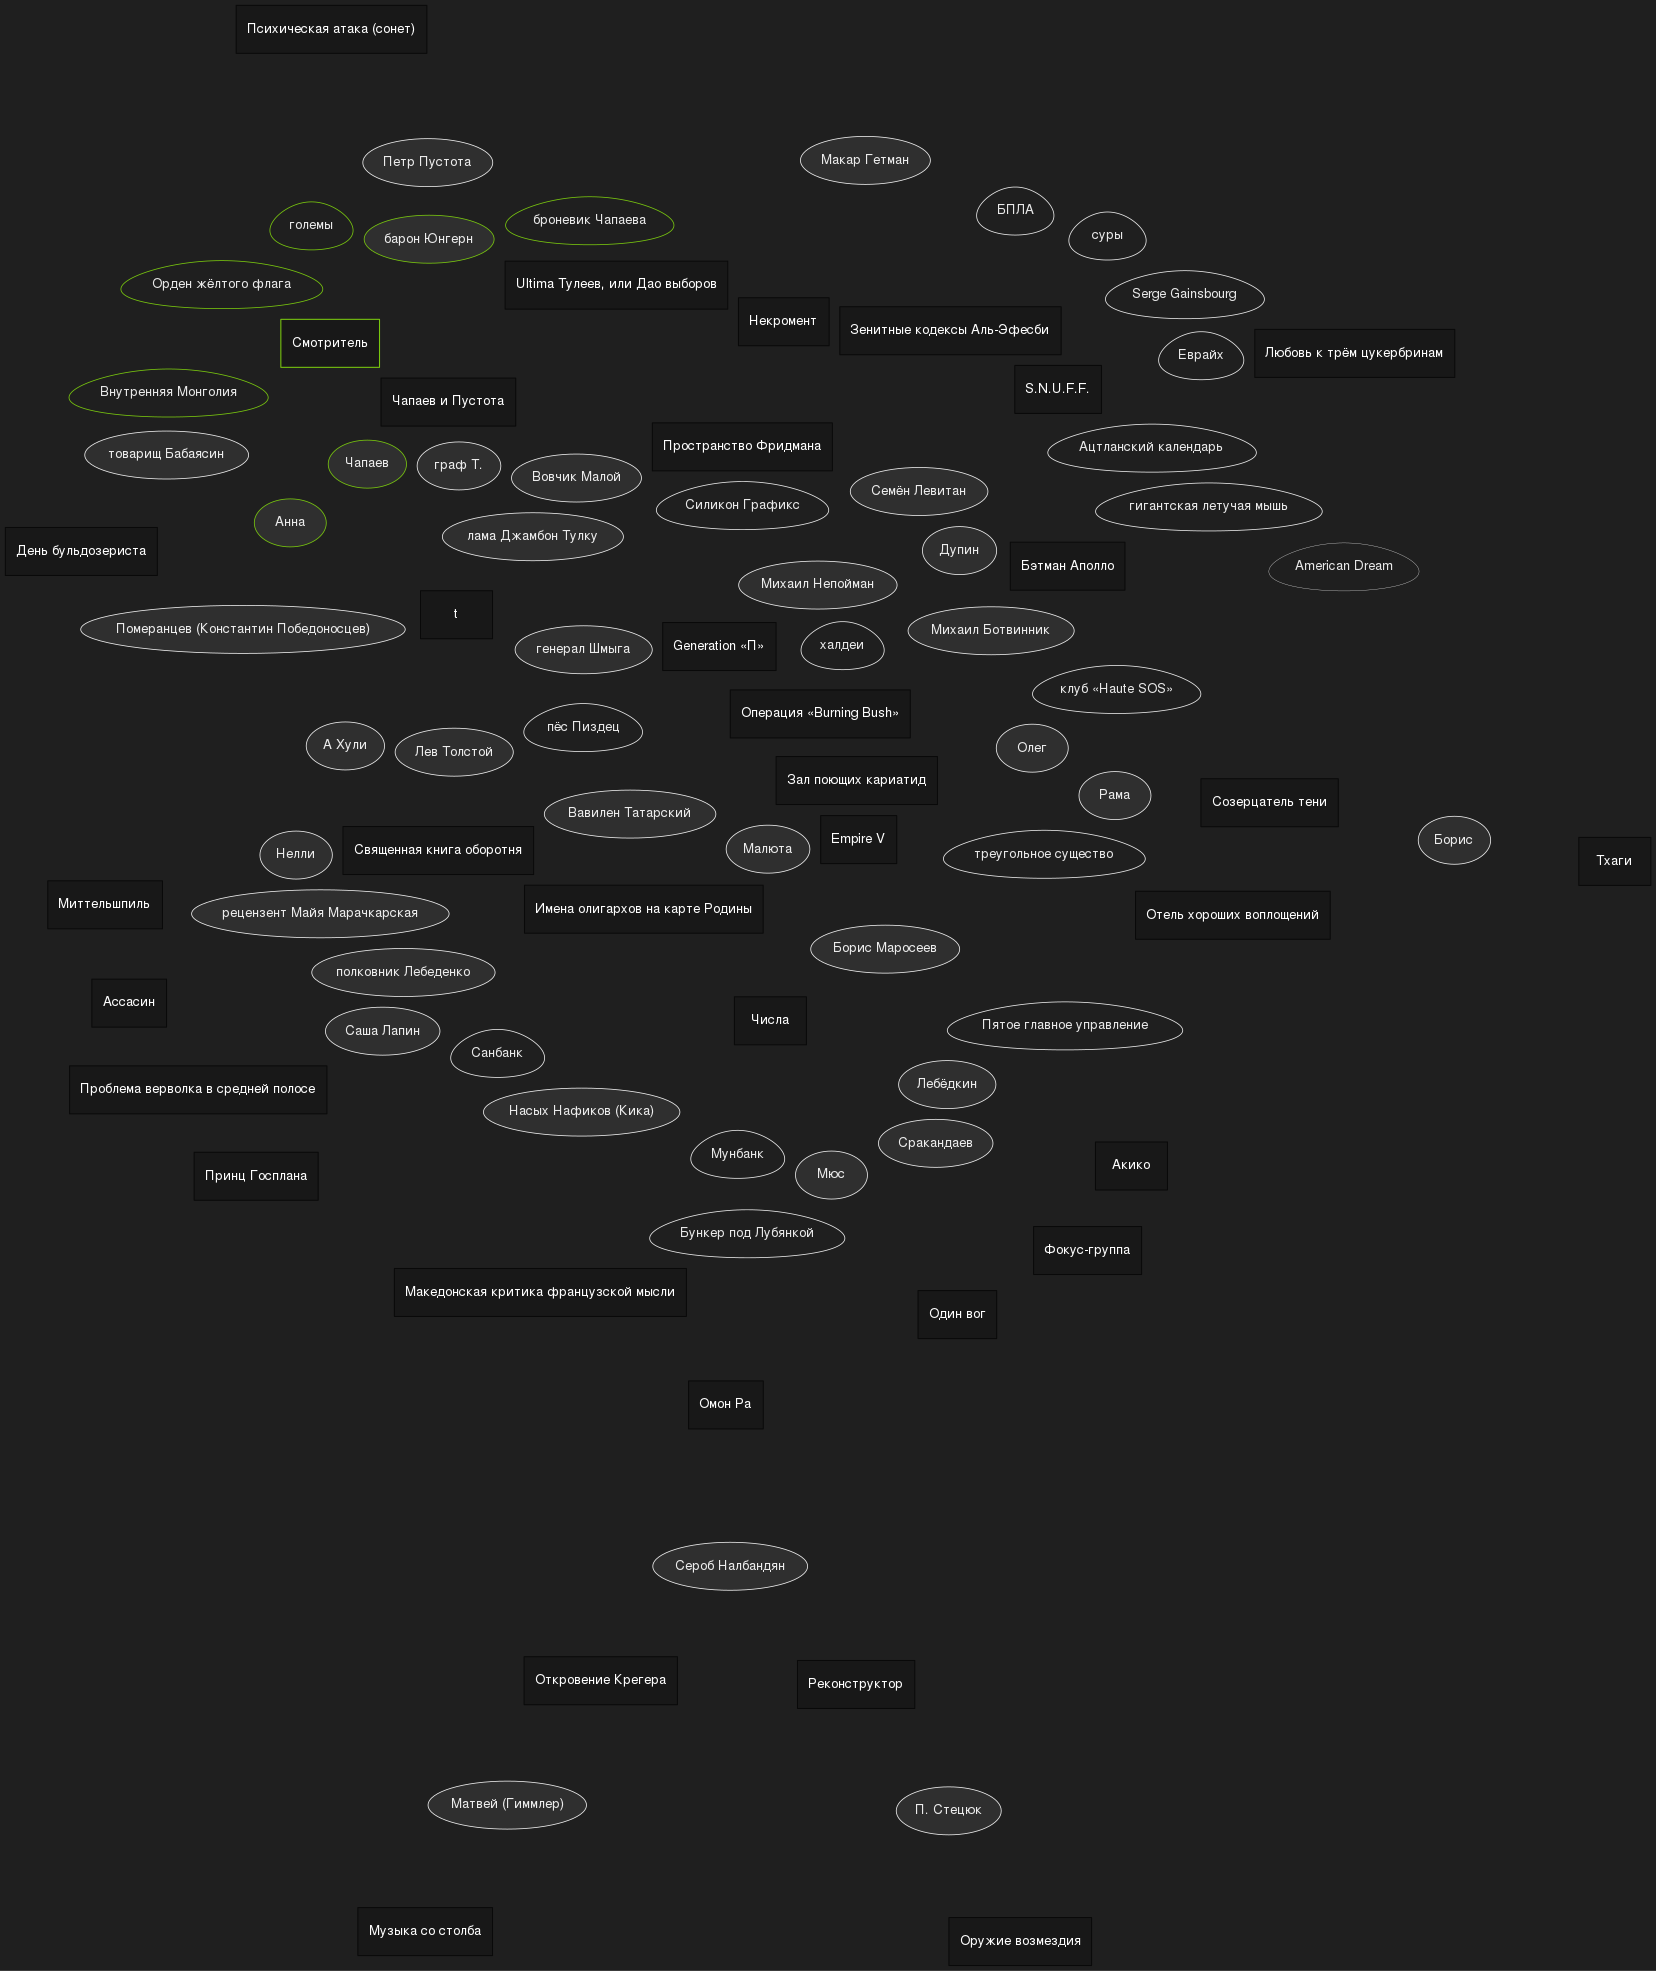 Психическая атака (сонет)
Петр Пустота
Макар Гетман
БПЛА
големы
барон Юнгерн
броневик Чапаева
суры
Орден жёлтого флага
Ultima Тулеев, или Дао выборов
Serge Gainsbourg
Некромент
Зенитные кодексы Аль-Эфесби
Смотритель
Еврайх
Любовь к трём цукербринам
Внутренняя Монголия
Чапаев и Пустота
S.N.U.F.F.
товарищ Бабаясин
Чапаев
граф Т.
Вовчик Малой
Пространство Фридмана
Ацтланский календарь
Семён Левитан
Силикон Графикс
гигантская летучая мышь
Анна
лама Джамбон Тулку
День бульдозериста
Дупин
Бэтман Аполло
American Dream
Михаил Непойман
t
Померанцев (Константин Победоносцев)
генерал Шмыга
Generation «П»
халдеи
Михаил Ботвинник
клуб «Haute SOS»
Операция «Burning Bush»
А Хули
Лев Толстой
пёс Пиздец
Олег
Зал поющих кариатид
Рама
Созерцатель тени
Вавилен Татарский
Нелли
Священная книга оборотня
Малюта
Empire V
треугольное существо
Борис
Тхаги
Миттельшпиль
рецензент Майя Марачкарская
Имена олигархов на карте Родины
Отель хороших воплощений
Борис Маросеев
полковник Лебеденко
Ассасин
Саша Лапин
Числа
Пятое главное управление
Санбанк
Проблема верволка в средней полосе
Лебёдкин
Насых Нафиков (Кика)
Сракандаев
Мунбанк
Мюс
Акико
Принц Госплана
Бункер под Лубянкой
Фокус-группа
Македонская критика французской мысли
Один вог
Омон Ра
Сероб Налбандян
Откровение Крегера
Реконструктор
Матвей (Гиммлер)
П. Стецюк
Музыка со столба
Оружие возмездия